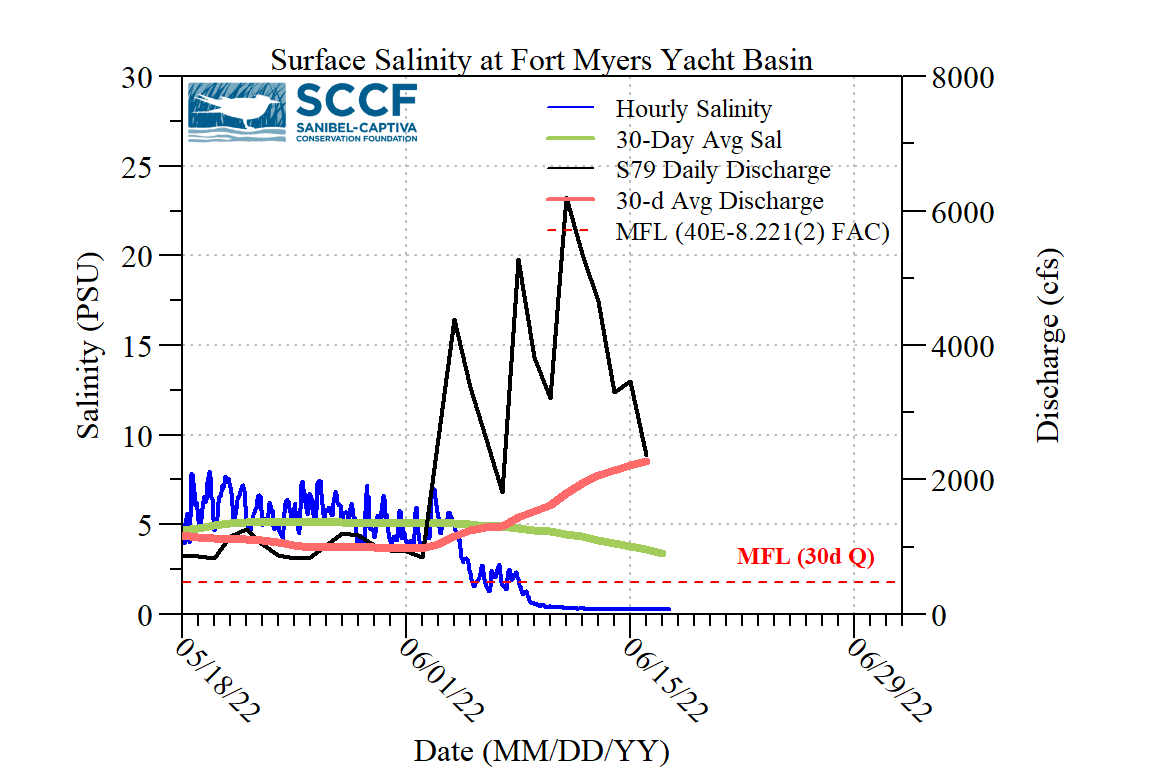 Surface Salinity at Fort Myers Yacht Basin
SCCF
SANIBEL-CAPTIVA
CONSERVATION FOUNDATION
Hourly Salinity
30-Day Avg Sal
S79 Daily Discharge
30-d Avg Discharge
MFL (40E-8.221(2) FAC)
30
25
20
15
10
5
0
Salinity (PSU)
8000
6000
4000
2000
0
Discharge (cfs)
MFL (30d Q)
05/18/22
06/01/22
06/15/22
06/29/22
Date (MM/DD/YY)